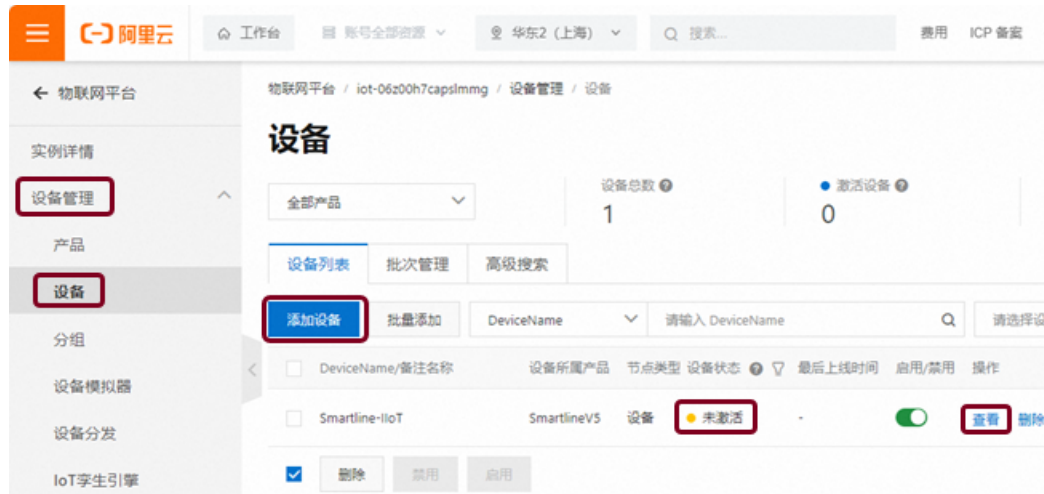 阿里云 工作台 账号全部资源 华东2（上海） 搜索... 费用 ICP 备案
物联网平台
物联网平台 / iot-06z00h7capslmmg / 设备管理 / 设备
设备
实例详情
设备管理
产品
设备
分组
设备模拟器
设备分发
IoT孪生引擎
全部产品
设备总数
1
激活设备
0
设备列表 批次管理 高级搜索
添加设备 批量添加 DeviceName 请输入 DeviceName 请选择设
DeviceName/备注名称 设备所属产品 节点类型 设备状态 最后上线时间 启用/禁用 操作
Smartline-IIoT SmartlineV5 设备 未激活 - 查看 删除
删除 禁用 启用